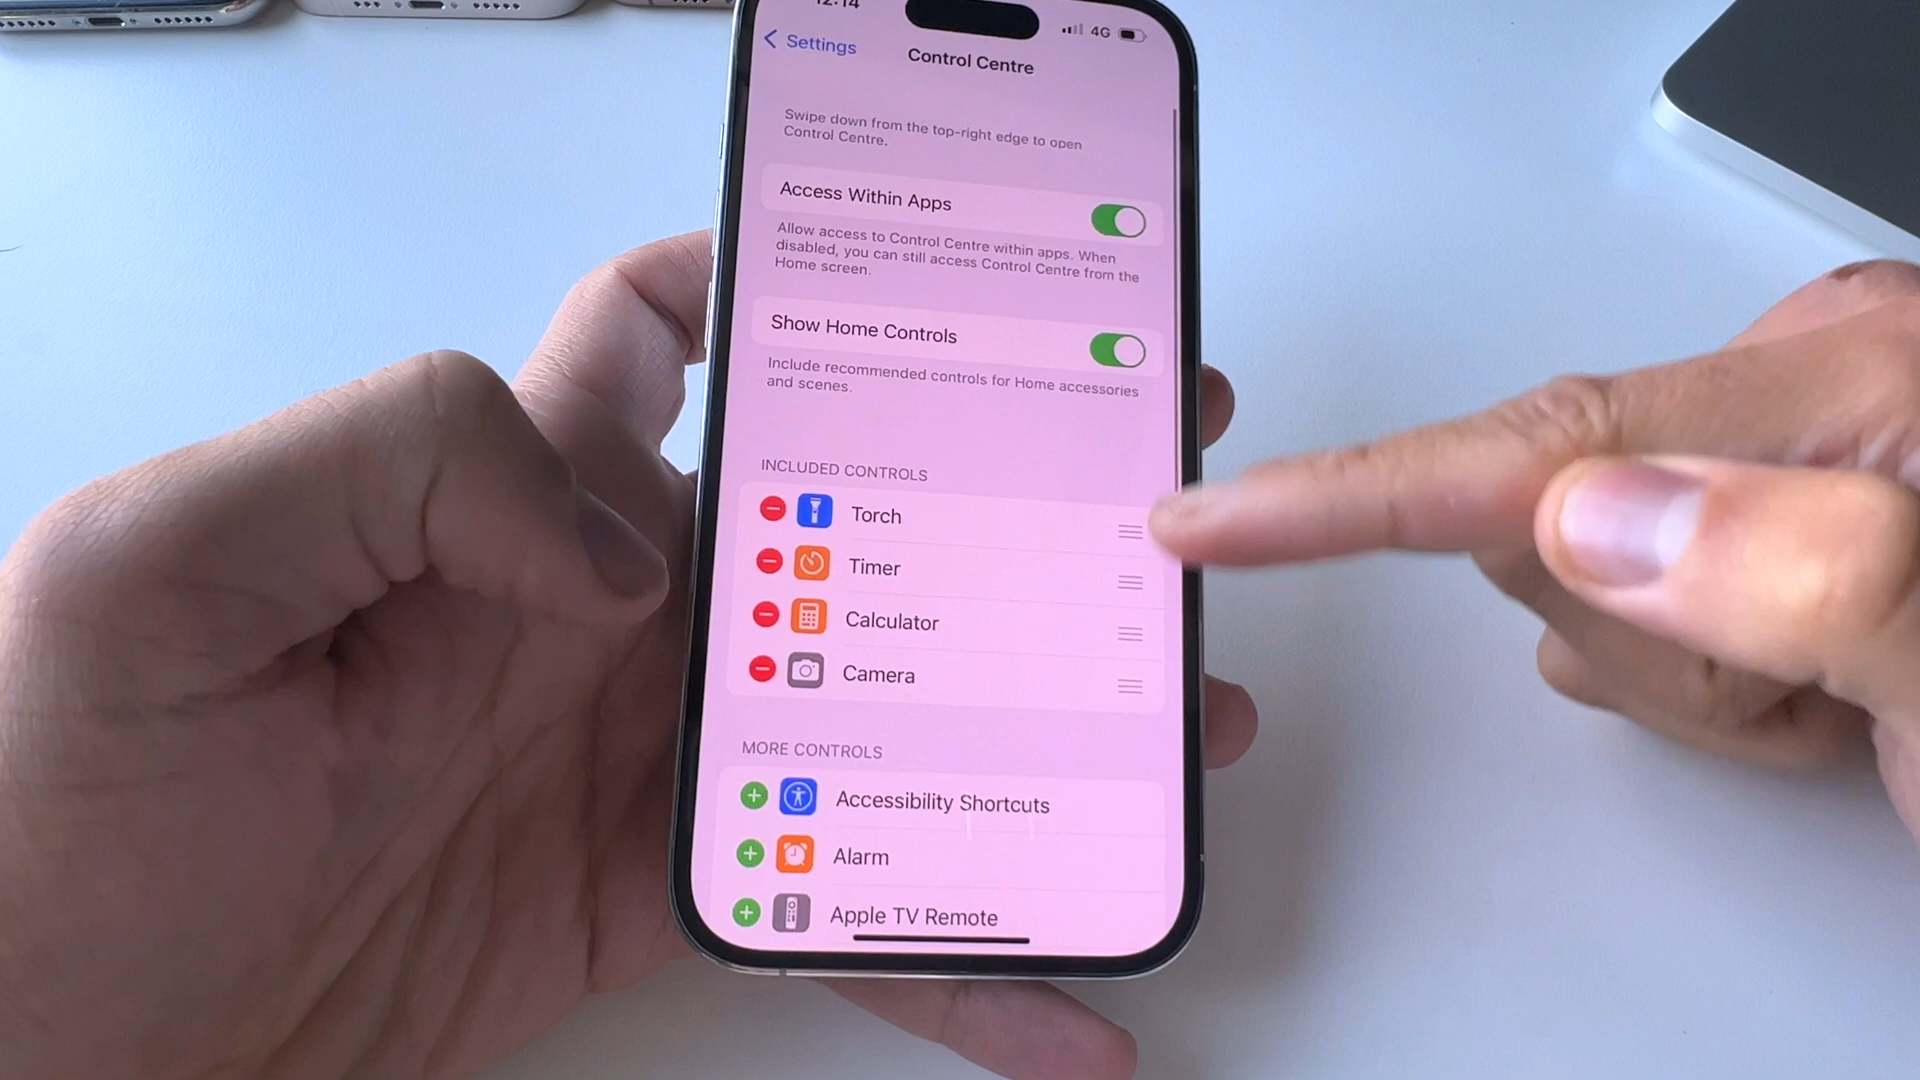 12:14
4G
Settings
Control Centre
Swipe down from the top-right edge to open
Control Centre.
Access Within Apps
Allow access to Control Centre within apps. When
disabled, you can still access Control Centre from the
Home screen.
Show Home Controls
Include recommended controls for Home accessories
and scenes.
INCLUDED CONTROLS
Torch
Timer
Calculator
Camera
MORE CONTROLS
Accessibility Shortcuts
Alarm
Apple TV Remote